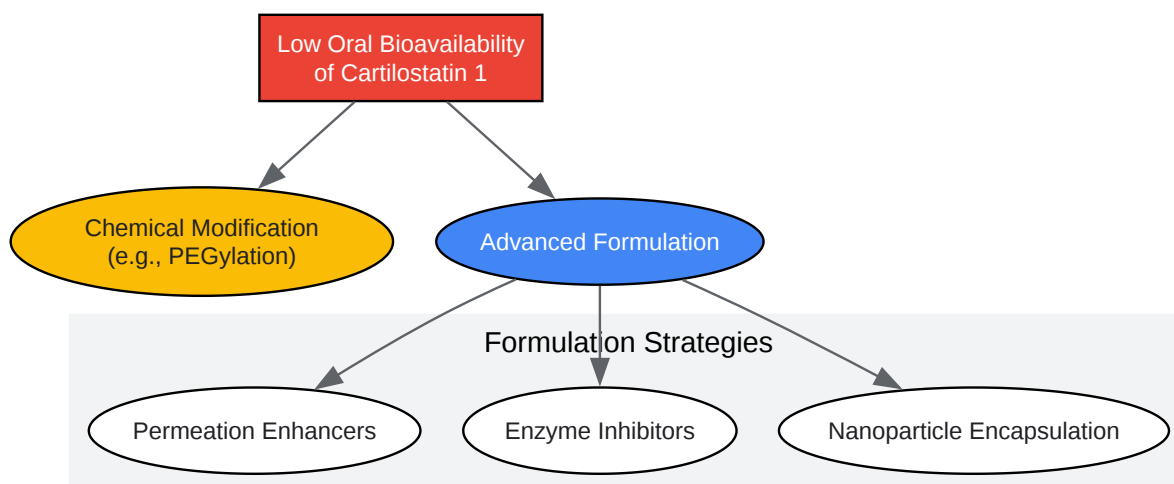 Low Oral Bioavailability
of Cartilostatin 1
Chemical Modification
(e.g., PEGylation)
Advanced Formulation
Formulation Strategies
Permeation Enhancers
Enzyme Inhibitors
Nanoparticle Encapsulation